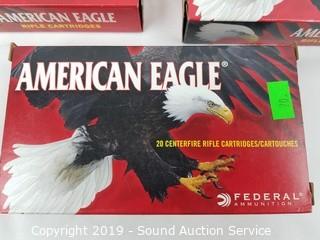 AMERICAN EAGLE
RIFLE CARTRIDGES
AMERICAN EAGLE®
20 CENTERFIRE RIFLE CARTRIDGES/CARTOUCHES
FEDERAL
AMMUNITION
Copyright 2019 - Sound Auction Service